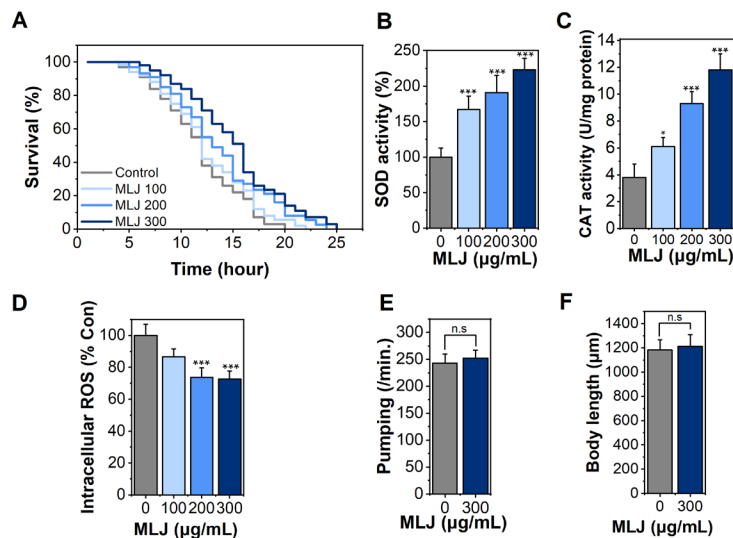 A
Survival (%)
100
80
60
40
20
0
Control
MLJ 100
MLJ 200
MLJ 300
0
5
10
15
20
25
Time (hour)
B
SOD activity (%)
250
200
150
100
50
0
***
***
***
0
100
200
300
MLJ (µg/mL)
C
CAT activity (U/mg protein)
14
12
10
8
6
4
2
0
*
***
***
0
100
200
300
MLJ (µg/mL)
D
Intracellular ROS (% Con)
100
80
60
40
20
0
***
***
0
100
200
300
MLJ (µg/mL)
E
Pumping (/min.)
300
250
200
150
100
50
0
n.s
0
300
MLJ (µg/mL)
F
Body length (µm)
1400
1200
1000
800
600
400
200
0
n.s
0
300
MLJ (µg/mL)